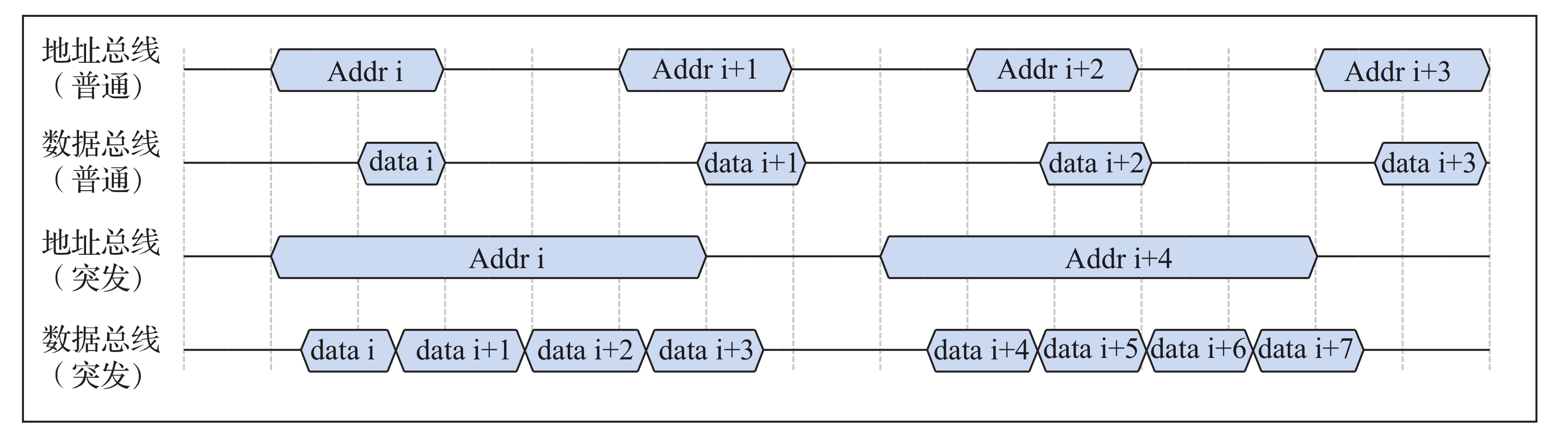 地址总线
（普通）
Addr i
Addr i+1
Addr i+2
Addr i+3
数据总线
（普通）
data i
data i+1
data i+2
data i+3
地址总线
（突发）
Addr i
Addr i+4
数据总线
（突发）
data i
data i+1
data i+2
data i+3
data i+4
data i+5
data i+6
data i+7